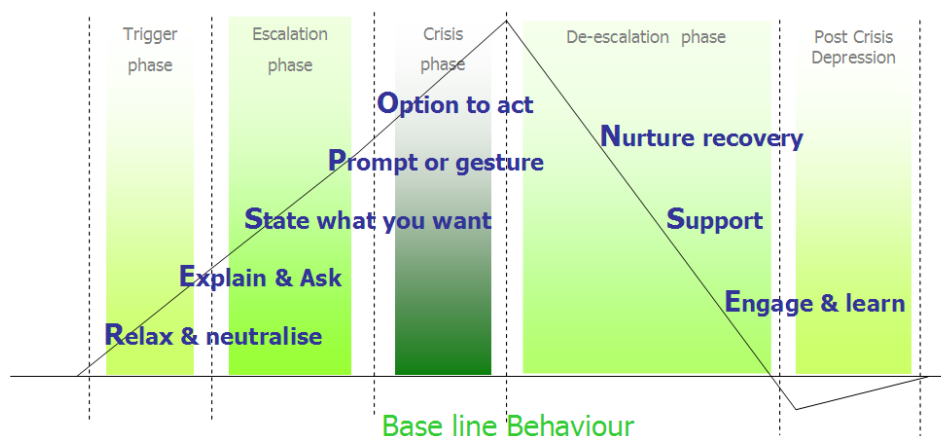 Trigger
phase
Escalation
phase
Crisis
phase
De-escalation phase
Post Crisis
Depression
Option to act
Nurture recovery
Prompt or gesture
State what you want
Support
Explain & Ask
Engage & learn
Relax & neutralise
Base line Behaviour